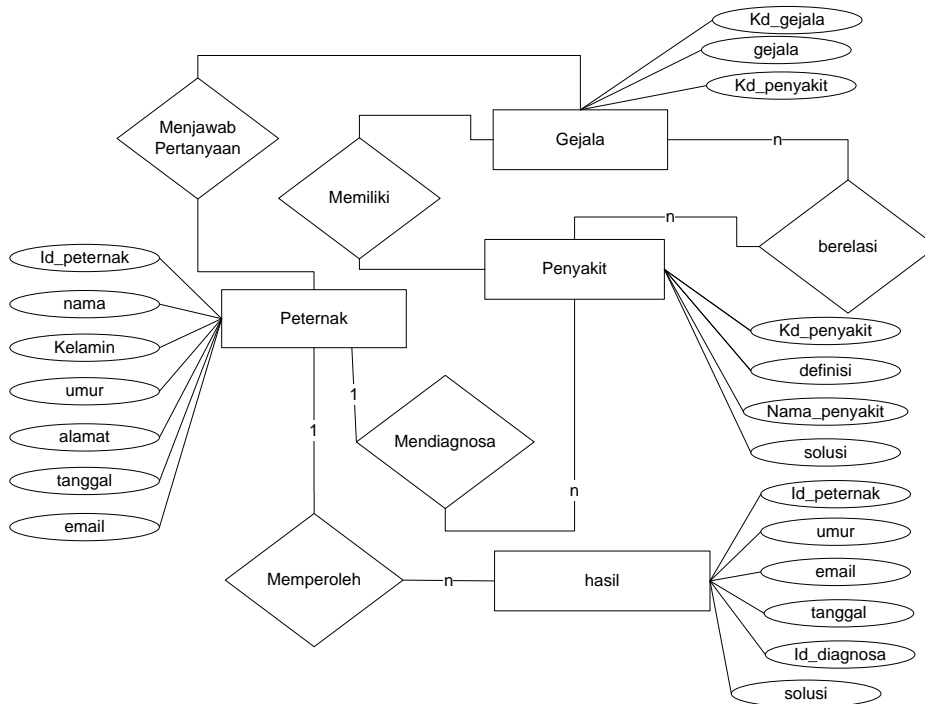 Kd_gejala
gejala
Kd_penyakit
Menjawab
Pertanyaan
Gejala
n
Memiliki
n
berelasi
Penyakit
Id_peternak
nama
Kelamin
umur
alamat
tanggal
email
Peternak
Kd_penyakit
definisi
Nama_penyakit
solusi
1
1
Mendiagnosa
n
Memperoleh
n
hasil
Id_peternak
umur
email
tanggal
Id_diagnosa
solusi